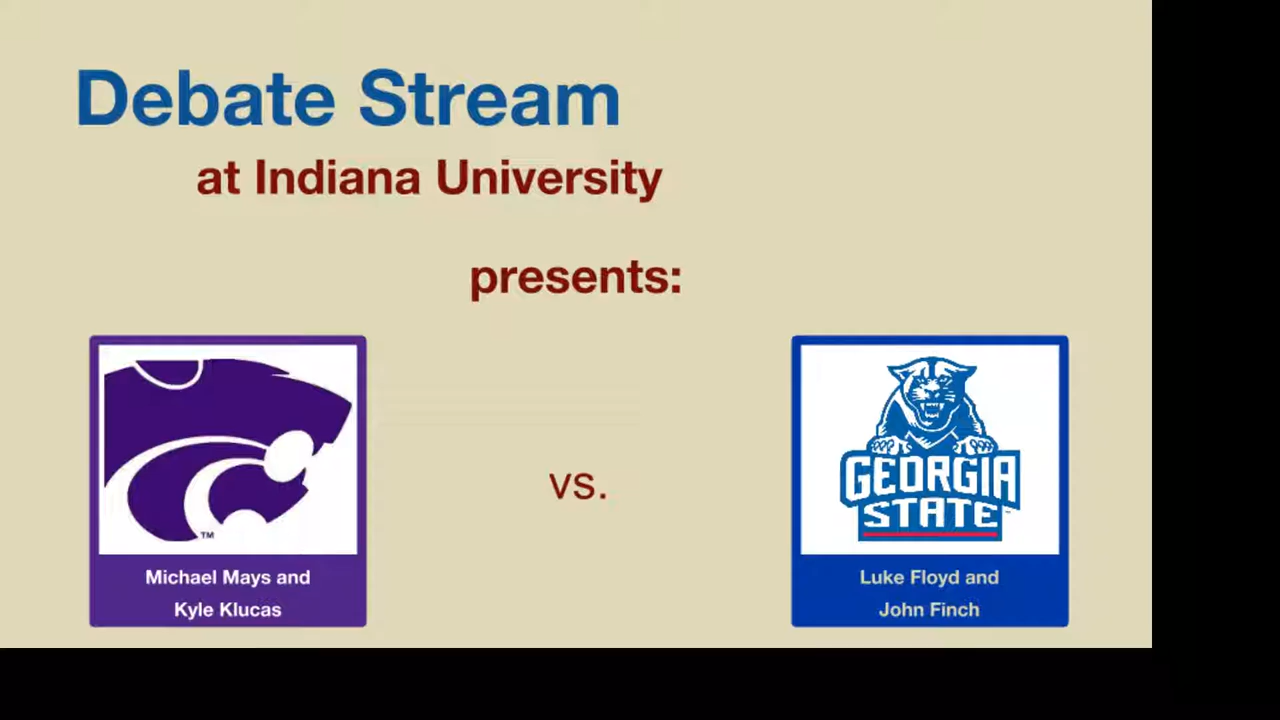 Debate Stream
at Indiana University
presents:
vs.
TM
Michael Mays and
Kyle Klucas
GEORGIA
STATE
Luke Floyd and
John Finch